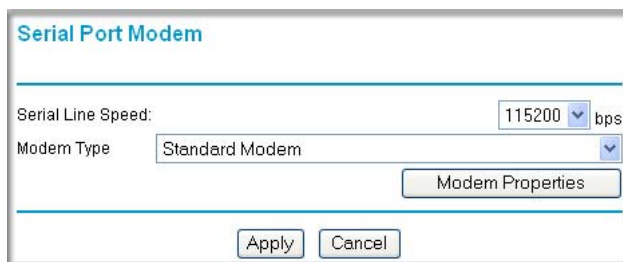 Serial Port Modem
Serial Line Speed: 115200 bps
Modem Type Standard Modem
Modem Properties
Apply Cancel